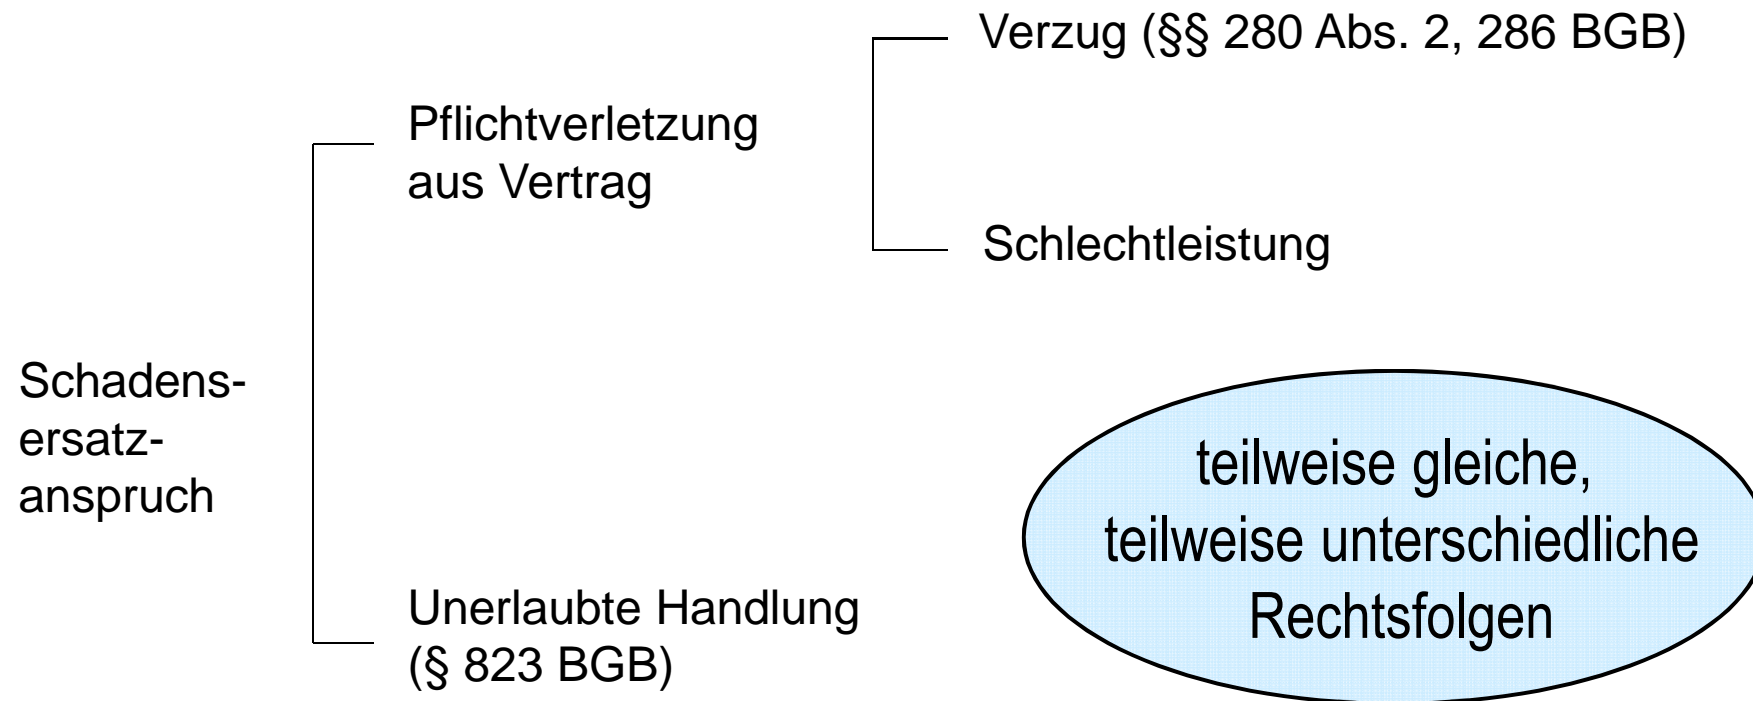 Verzug (§§ 280 Abs. 2, 286 BGB)
Pflichtverletzung
aus Vertrag
Schlechtleistung
Schadens-
ersatz-
anspruch
teilweise gleiche,
teilweise unterschiedliche
Rechtsfolgen
Unerlaubte Handlung
(§ 823 BGB)